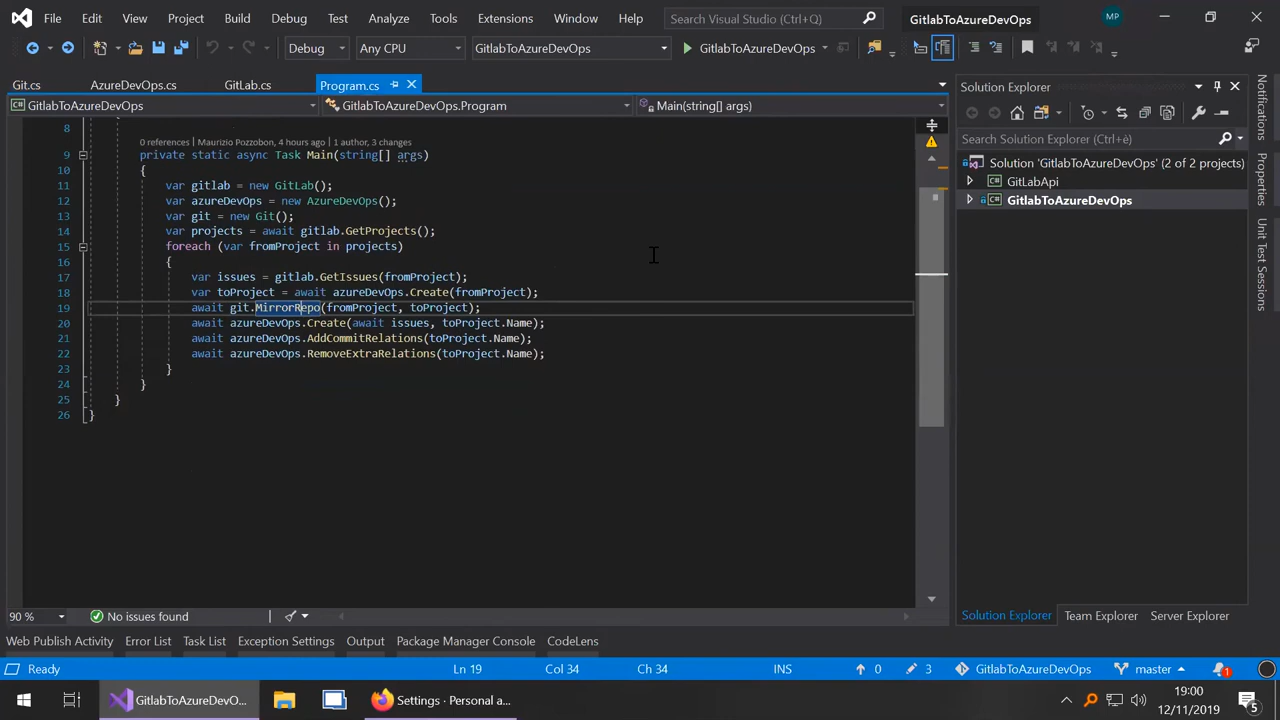 File Edit View Project Build Debug Test Analyze Tools Extensions Window Help Search Visual Studio (Ctrl+Q) GitlabToAzureDevOps MP
Debug Any CPU GitlabToAzureDevOps GitlabToAzureDevOps
Git.cs AzureDevOps.cs GitLab.cs Program.cs
GitlabToAzureDevOps GitlabToAzureDevOps.Program Main(string[] args)
8
0 references | Maurizio Pozzobon, 4 hours ago | 1 author, 3 changes
9 private static async Task Main(string[] args)
10 {
11 var gitlab = new GitLab();
12 var azureDevOps = new AzureDevOps();
13 var git = new Git();
14 var projects = await gitlab.GetProjects();
15 foreach (var fromProject in projects)
16 {
17 var issues = gitlab.GetIssues(fromProject);
18 var toProject = await azureDevOps.Create(fromProject);
19 await git.MirrorRepo(fromProject, toProject);
20 await azureDevOps.Create(await issues, toProject.Name);
21 await azureDevOps.AddCommitRelations(toProject.Name);
22 await azureDevOps.RemoveExtraRelations(toProject.Name);
23 }
24 }
25 }
26 }
Solution Explorer
Search Solution Explorer (Ctrl+è)
Solution 'GitlabToAzureDevOps' (2 of 2 projects)
GitLabApi
GitlabToAzureDevOps
Solution Explorer Team Explorer Server Explorer
Notifications
Properties
Unit Test Sessions
90 % No issues found
Web Publish Activity Error List Task List Exception Settings Output Package Manager Console CodeLens
Ready Ln 19 Col 34 Ch 34 INS 0 3 GitlabToAzureDevOps master 1
GitlabToAzureDevO... Settings - Personal a... 19:00
12/11/2019 5